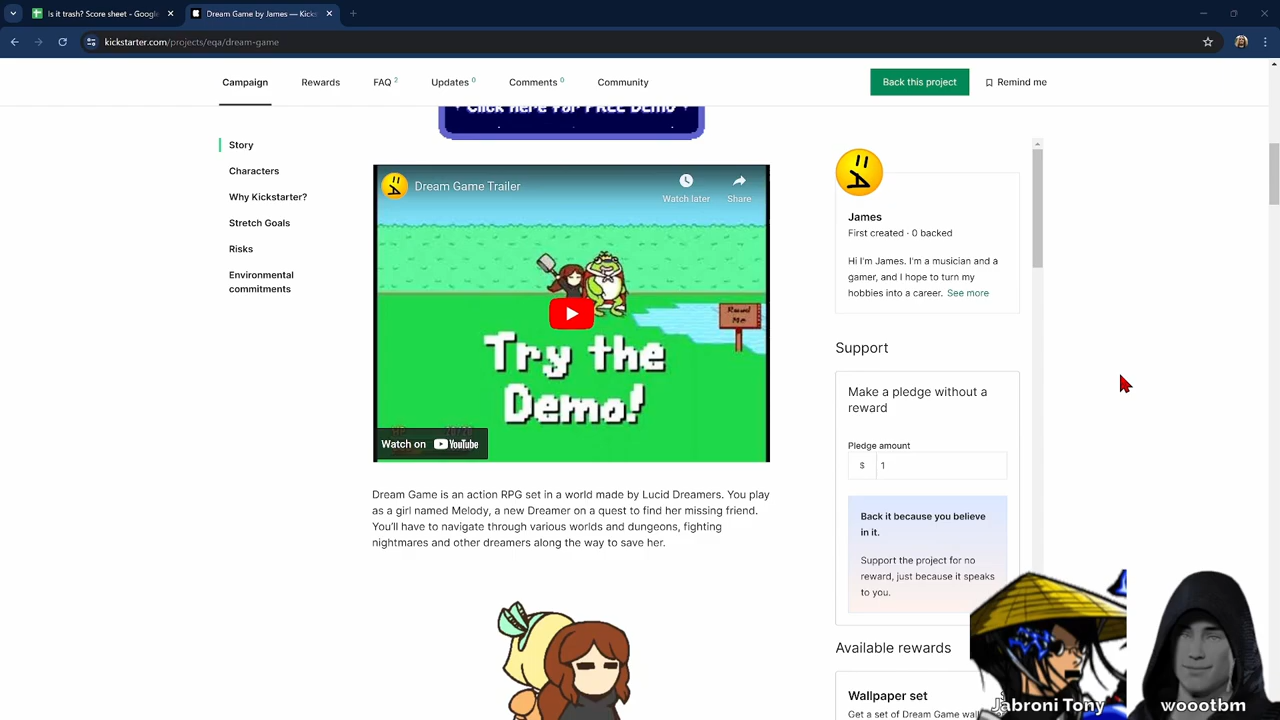 Is it trash? Score sheet - Google
Dream Game by James — Kicks
kickstarter.com/projects/eqa/dream-game
Campaign
Rewards
FAQ 2
Updates 0
Comments 0
Community
Back this project
Remind me
Click here for FREE DEMO
Story
Characters
Why Kickstarter?
Stretch Goals
Risks
Environmental
commitments
Dream Game Trailer
Watch later
Share
Read
Me
Try the
Demo!
Watch on YouTube
Dream Game is an action RPG set in a world made by Lucid Dreamers. You play
as a girl named Melody, a new Dreamer on a quest to find her missing friend.
You'll have to navigate through various worlds and dungeons, fighting
nightmares and other dreamers along the way to save her.
James
First created · 0 backed
Hi I'm James. I'm a musician and a
gamer, and I hope to turn my
hobbies into a career. See more
Support
Make a pledge without a
reward
Pledge amount
$ 1
Back it because you believe
in it.
Support the project for no
reward, just because it speaks
to you.
Available rewards
Wallpaper set
Get a set of Dream Game
Jabroni Tony
woootbm